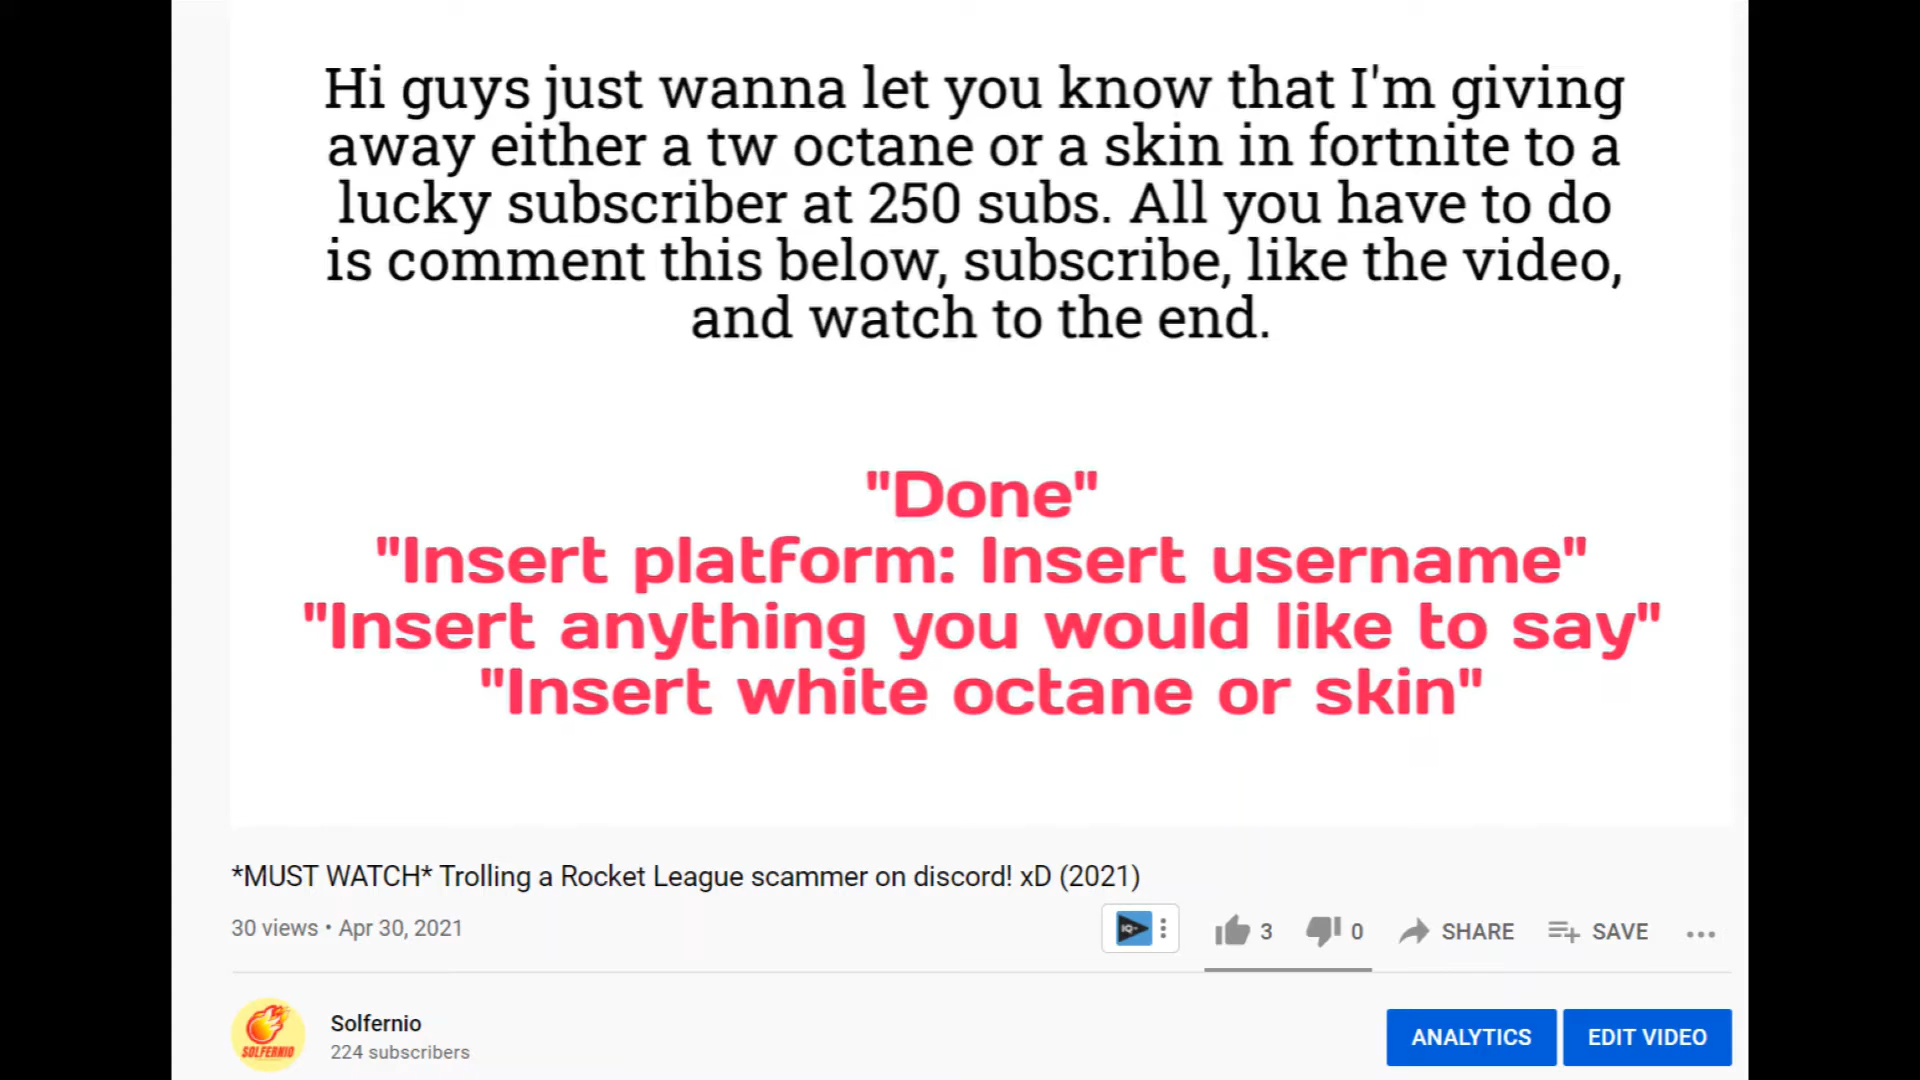 Hi guys just wanna let you know that I'm giving
away either a tw octane or a skin in fortnite to a
lucky subscriber at 250 subs. All you have to do
is comment this below, subscribe, like the video,
and watch to the end.
"Done"
"Insert platform: Insert username"
"Insert anything you would like to say"
"Insert white octane or skin"
*MUST WATCH* Trolling a Rocket League scammer on discord! xD (2021)
30 views • Apr 30, 2021
IQ+
3
0
SHARE
SAVE
SOLFERNIO
Solfernio
224 subscribers
ANALYTICS
EDIT VIDEO